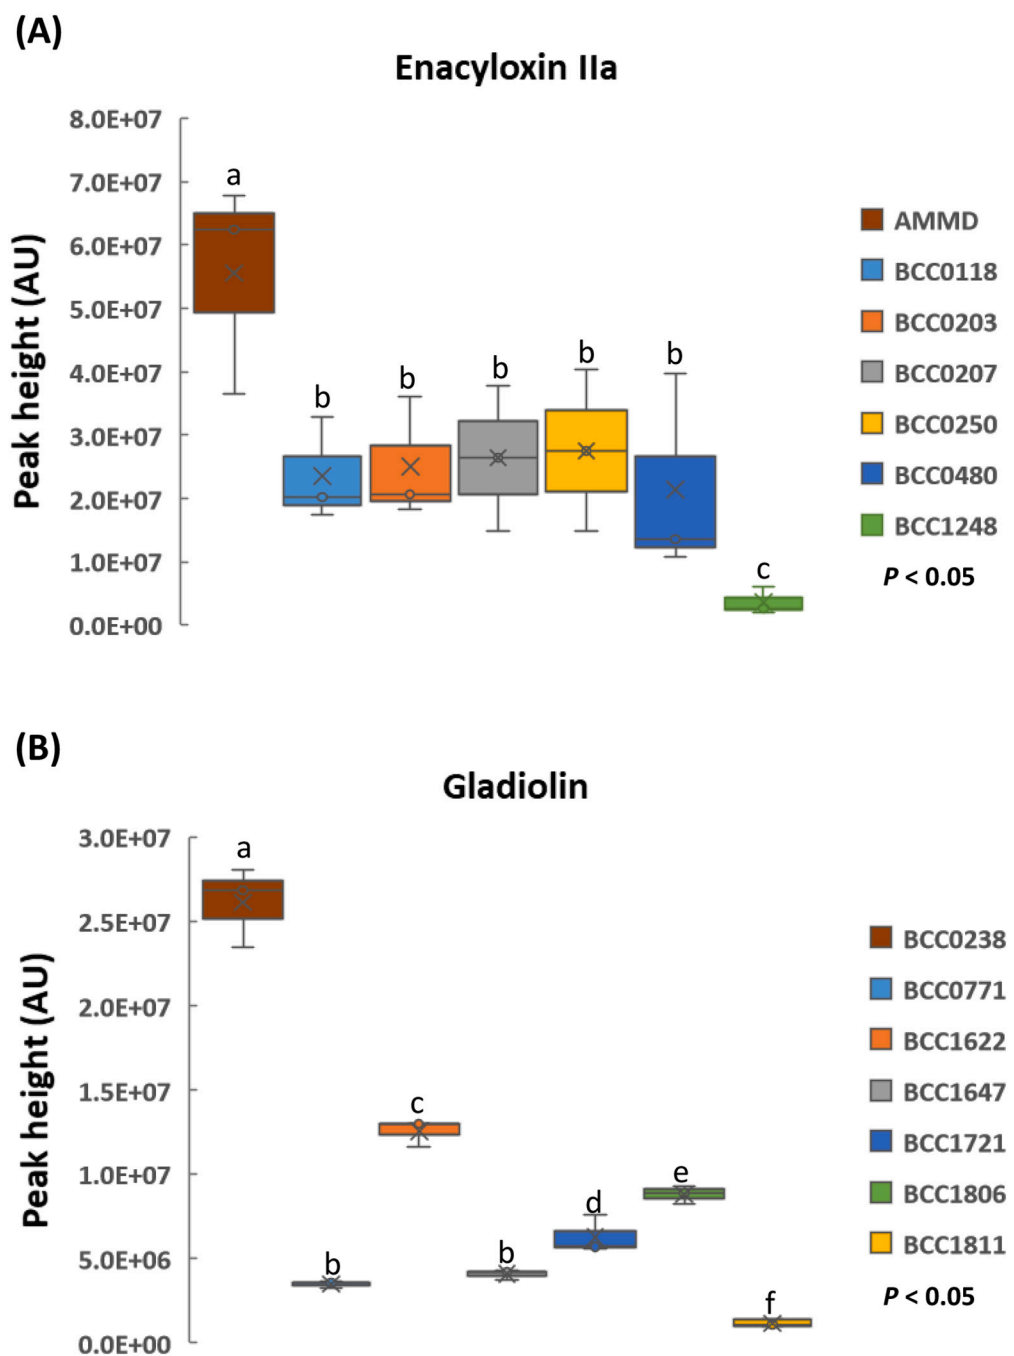 (A)
Enacyloxin IIa
Peak height (AU)
8.0E+07
7.0E+07
6.0E+07
5.0E+07
4.0E+07
3.0E+07
2.0E+07
1.0E+07
0.0E+00
a
b
b
b
b
b
c
AMMD
BCC0118
BCC0203
BCC0207
BCC0250
BCC0480
BCC1248
P < 0.05
(B)
Gladiolin
Peak height (AU)
3.0E+07
2.5E+07
2.0E+07
1.5E+07
1.0E+07
5.0E+06
0.0E+00
a
b
c
b
d
e
f
BCC0238
BCC0771
BCC1622
BCC1647
BCC1721
BCC1806
BCC1811
P < 0.05